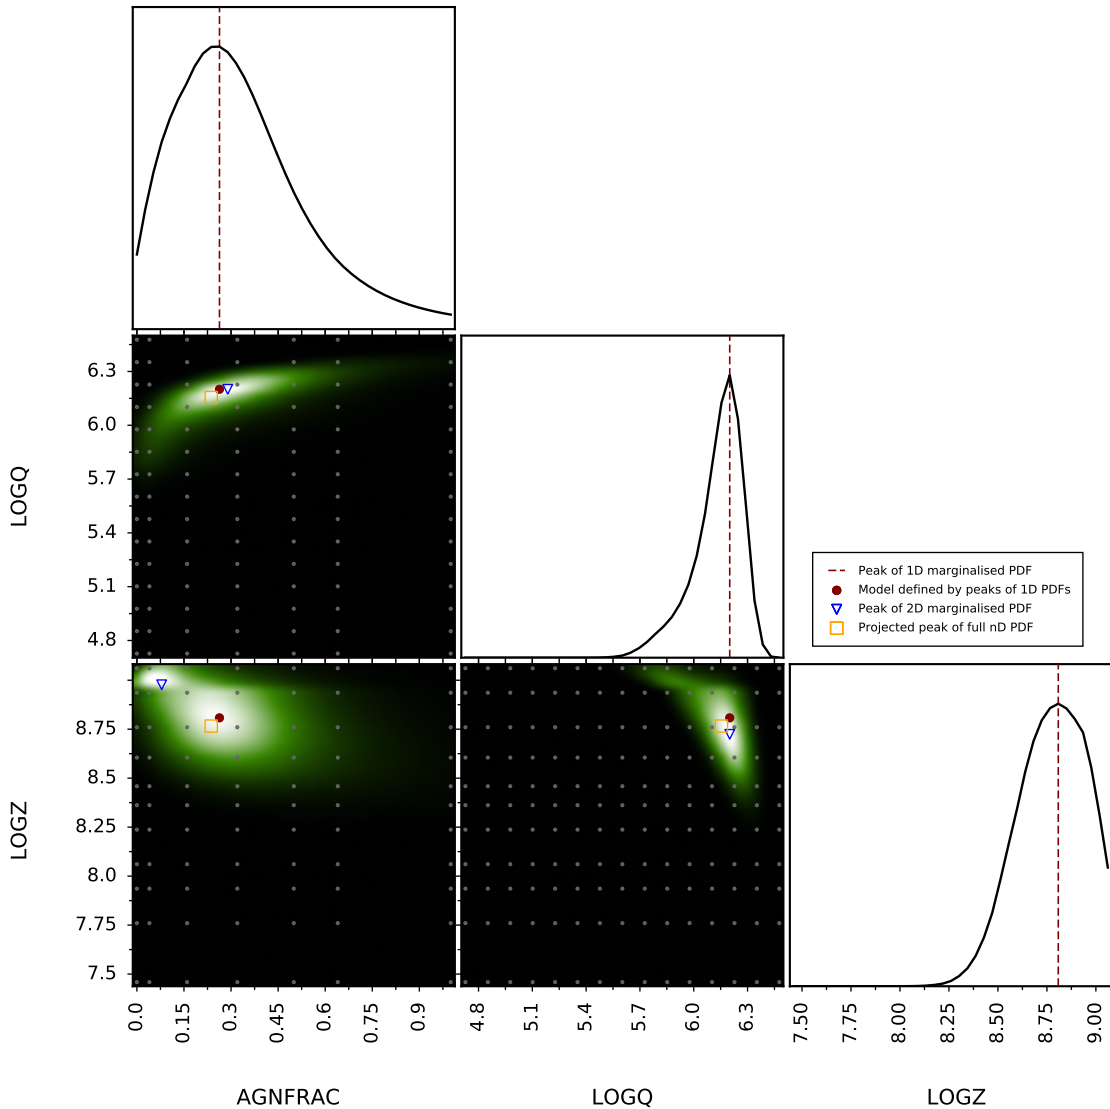 6.3
6.0
5.7
5.4
5.1
4.8
LOGQ
Peak of 1D marginalised PDF
Model defined by peaks of 1D PDFs
Peak of 2D marginalised PDF
Projected peak of full nD PDF
8.75
8.5
8.25
8.0
7.75
7.5
LOGZ
0.0 0.15 0.3 0.45 0.6 0.75 0.9
4.8 5.1 5.4 5.7 6.0 6.3
7.50 7.75 8.00 8.25 8.50 8.75 9.00
AGNFRAC LOGQ LOGZ